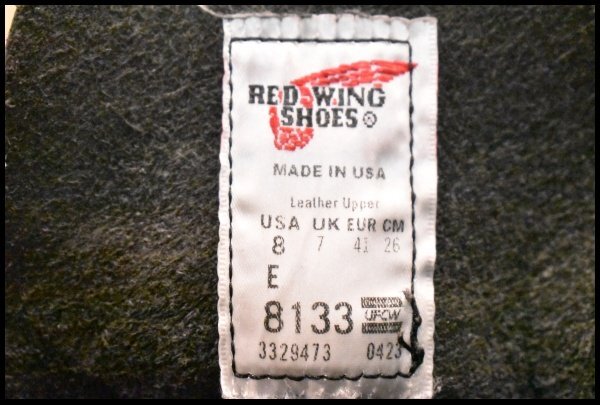 RED WING
SHOES ®
MADE IN USA
Leather Upper
USA UK EUR CM
8 7 41 26
E
8133 UFCW
3329473 0423